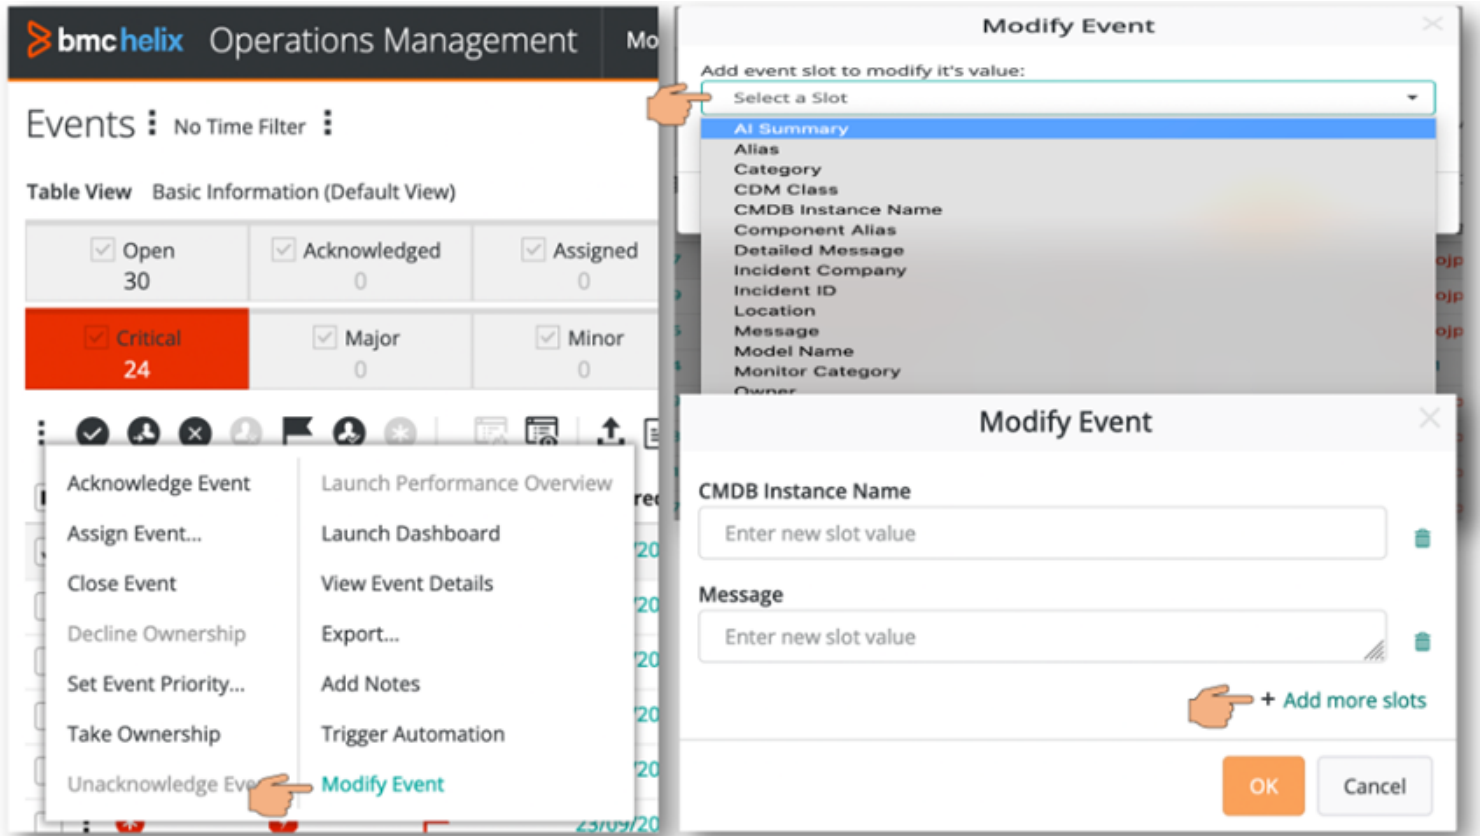 bmchelix Operations Management
Events No Time Filter
Table View Basic Information (Default View)
Open
30
Acknowledged
0
Assigned
0
Critical
24
Major
0
Minor
0
Acknowledge Event
Assign Event...
Close Event
Decline Ownership
Set Event Priority...
Take Ownership
Unacknowledge
Launch Performance Overview
Launch Dashboard
View Event Details
Export...
Add Notes
Trigger Automation
Modify Event
23/09/20
Modify Event
Add event slot to modify it's value:
Select a Slot
AI Summary
Alias
Category
CDM Class
CMDB Instance Name
Component Alias
Detailed Message
Incident Company
Incident ID
Location
Message
Model Name
Monitor Category
Owner
Modify Event
CMDB Instance Name
Enter new slot value
Message
Enter new slot value
+ Add more slots
OK
Cancel